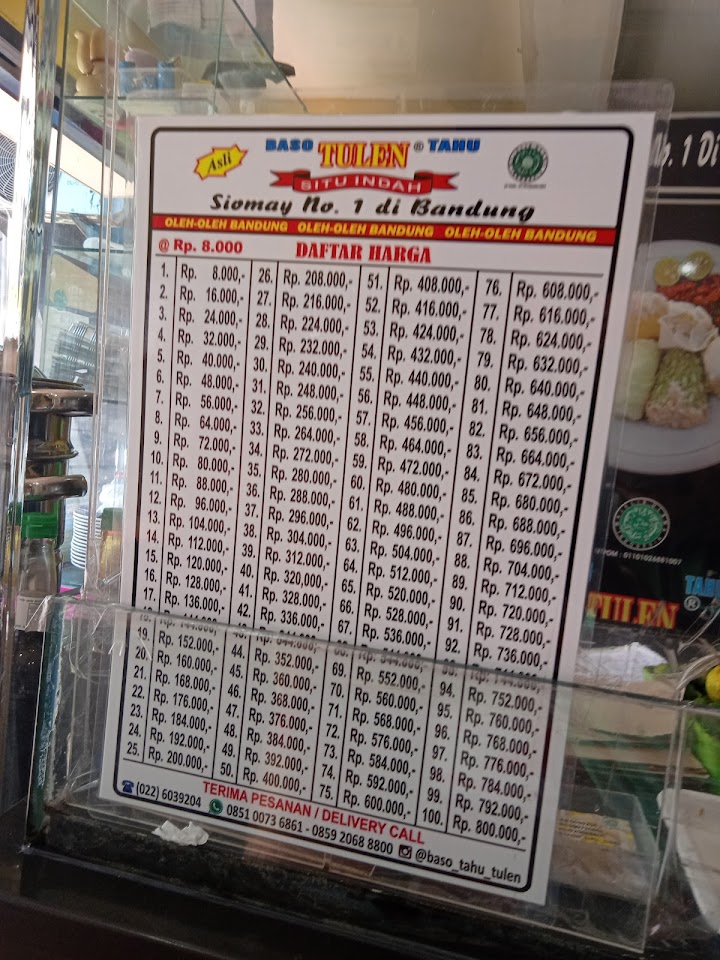 Asli
BASO TULEN ® TAHU
SITU INDAH
Siomay No. 1 di Bandung
OLEH-OLEH BANDUNG OLEH-OLEH BANDUNG OLEH-OLEH BANDUNG
@ Rp. 8.000 DAFTAR HARGA
1. Rp. 8.000,- 26. Rp. 208.000,- 51. Rp. 408.000,- 76. Rp. 608.000,-
2. Rp. 16.000,- 27. Rp. 216.000,- 52. Rp. 416.000,- 77. Rp. 616.000,-
3. Rp. 24.000,- 28. Rp. 224.000,- 53. Rp. 424.000,- 78. Rp. 624.000,-
4. Rp. 32.000,- 29. Rp. 232.000,- 54. Rp. 432.000,- 79. Rp. 632.000,-
5. Rp. 40.000,- 30. Rp. 240.000,- 55. Rp. 440.000,- 80. Rp. 640.000,-
6. Rp. 48.000,- 31. Rp. 248.000,- 56. Rp. 448.000,- 81. Rp. 648.000,-
7. Rp. 56.000,- 32. Rp. 256.000,- 57. Rp. 456.000,- 82. Rp. 656.000,-
8. Rp. 64.000,- 33. Rp. 264.000,- 58. Rp. 464.000,- 83. Rp. 664.000,-
9. Rp. 72.000,- 34. Rp. 272.000,- 59. Rp. 472.000,- 84. Rp. 672.000,-
10. Rp. 80.000,- 35. Rp. 280.000,- 60. Rp. 480.000,- 85. Rp. 680.000,-
11. Rp. 88.000,- 36. Rp. 288.000,- 61. Rp. 488.000,- 86. Rp. 688.000,-
12. Rp. 96.000,- 37. Rp. 296.000,- 62. Rp. 496.000,- 87. Rp. 696.000,-
13. Rp. 104.000,- 38. Rp. 304.000,- 63. Rp. 504.000,- 88. Rp. 704.000,-
14. Rp. 112.000,- 39. Rp. 312.000,- 64. Rp. 512.000,- 89. Rp. 712.000,-
15. Rp. 120.000,- 40. Rp. 320,000,- 65. Rp. 520.000,- 90. Rp. 720.000,-
16. Rp. 128.000,- 41. Rp. 328.000,- 66. Rp. 528.000,- 91. Rp. 728.000,-
17. Rp. 136.000,- 42. Rp. 336.000,- 67. Rp. 536.000,- 92. Rp. 736.000,-
18. Rp. 144.000,- 43. Rp. 344.000,- 68. Rp. 544.000,- 93. Rp. 744.000,-
19. Rp. 152.000,- 44. Rp. 352.000,- 69. Rp. 552.000,- 94. Rp. 752.000,-
20. Rp. 160.000,- 45. Rp. 360.000,- 70. Rp. 560.000,- 95. Rp. 760.000,-
21. Rp. 168.000,- 46. Rp. 368.000,- 71. Rp. 568.000,- 96. Rp. 768.000,-
22. Rp. 176.000,- 47. Rp. 376.000,- 72. Rp. 576.000,- 97. Rp. 776.000,-
23. Rp. 184.000,- 48. Rp. 384.000,- 73. Rp. 584.000,- 98. Rp. 784.000,-
24. Rp. 192.000,- 49. Rp. 392.000,- 74. Rp. 592.000,- 99. Rp. 792.000,-
25. Rp. 200.000,- 50. Rp. 400.000,- 75. Rp. 600.000,- 100. Rp. 800.000,-
TERIMA PESANAN / DELIVERY CALL
(022) 6039204 0851 0073 6861 - 0859 2068 8800 @baso_tahu_tulen
No. 1 Di
TULEN ®